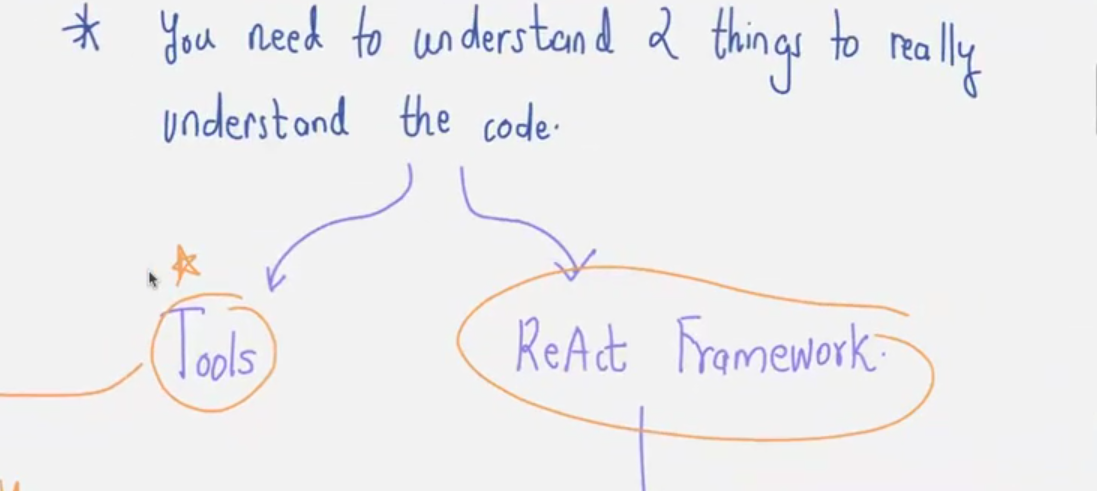 * You need to understand 2 things to really
understand the code.
Tools
ReAct Framework.